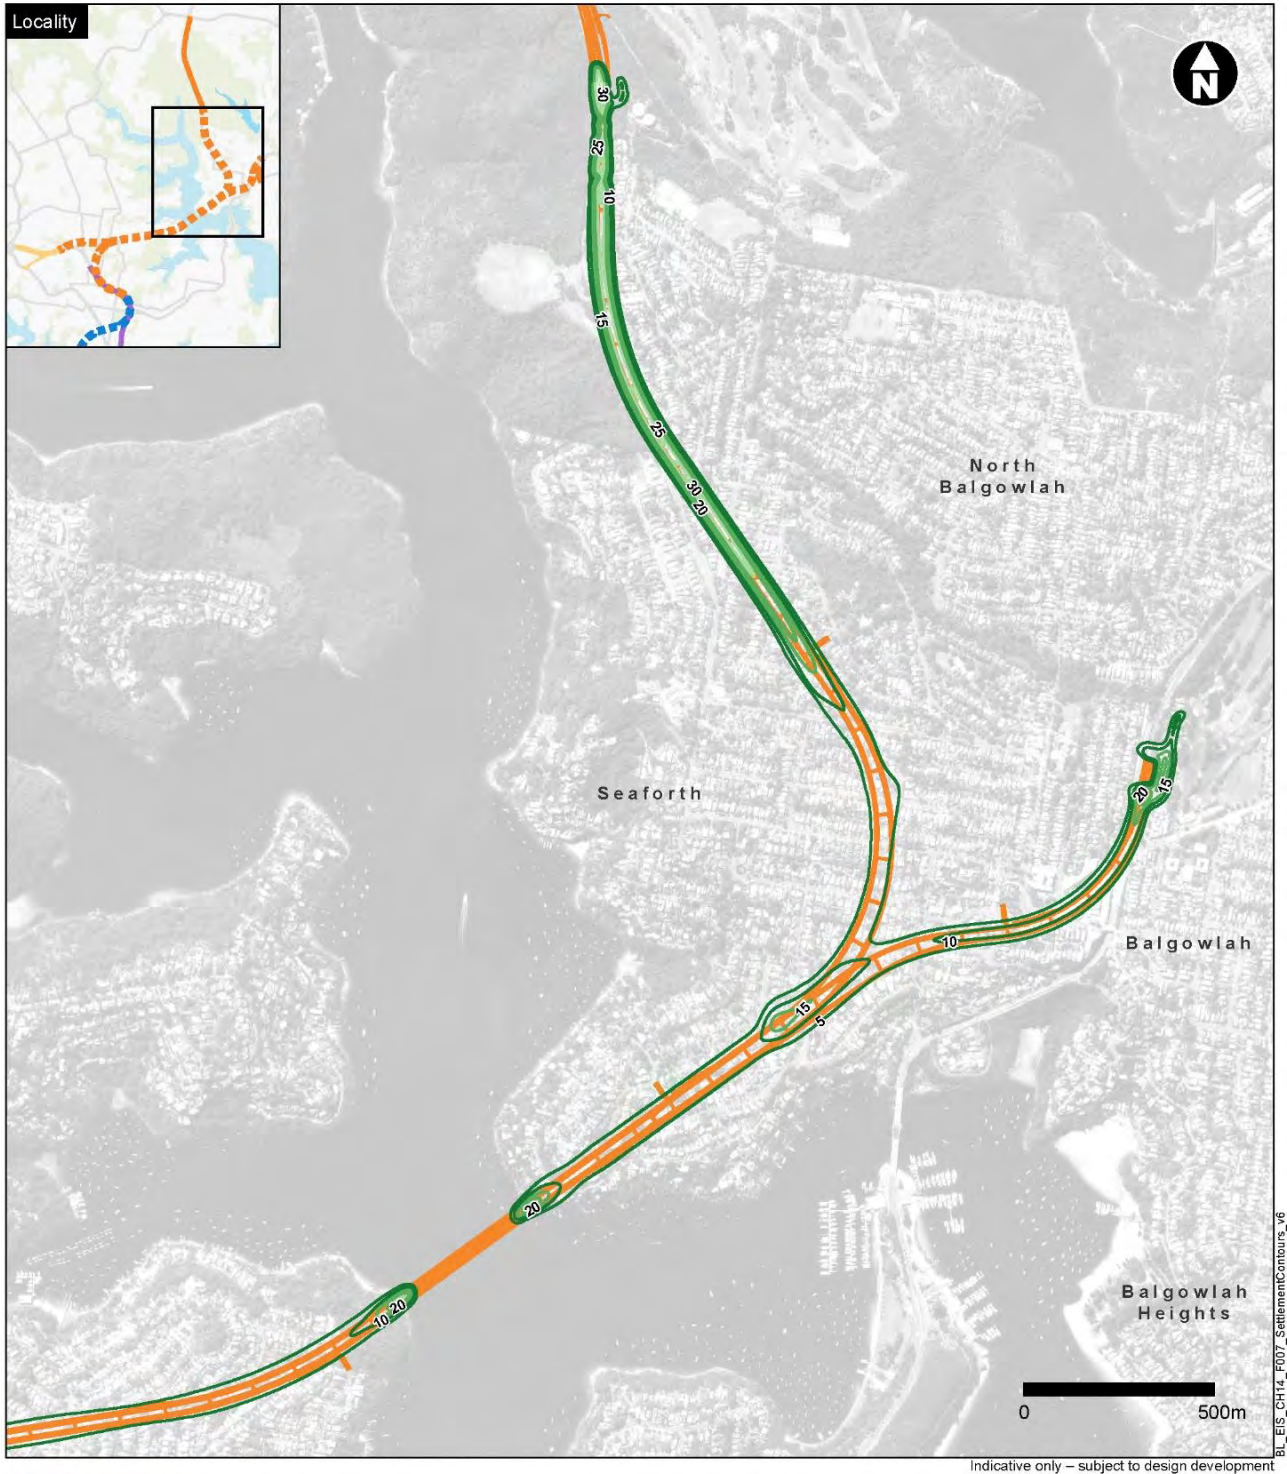 Locality
N
30
25
10
15
25
30
20
North
Balgowlah
Seaforth
20
15
10
Balgowlah
15
5
20
20
10
Balgowlah
Heights
0
500m
BL_EIS_CH14_F007_SettlementContours_v6
Indicative only – subject to design development